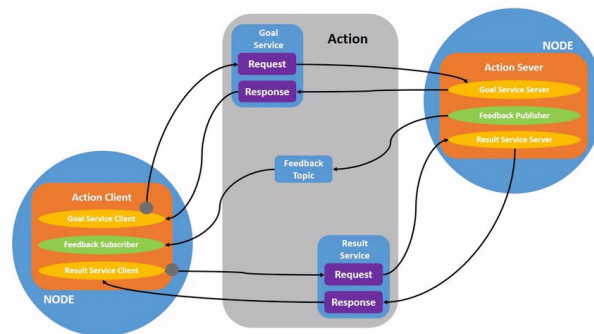 Goal
Service
Request
Response
Action
NODE
Action Sever
Goal Service Server
Feedback Publisher
Result Service Server
Feedback
Topic
Action Client
Goal Service Client
Feedback Subscriber
Result Service Client
NODE
Result
Service
Request
Response